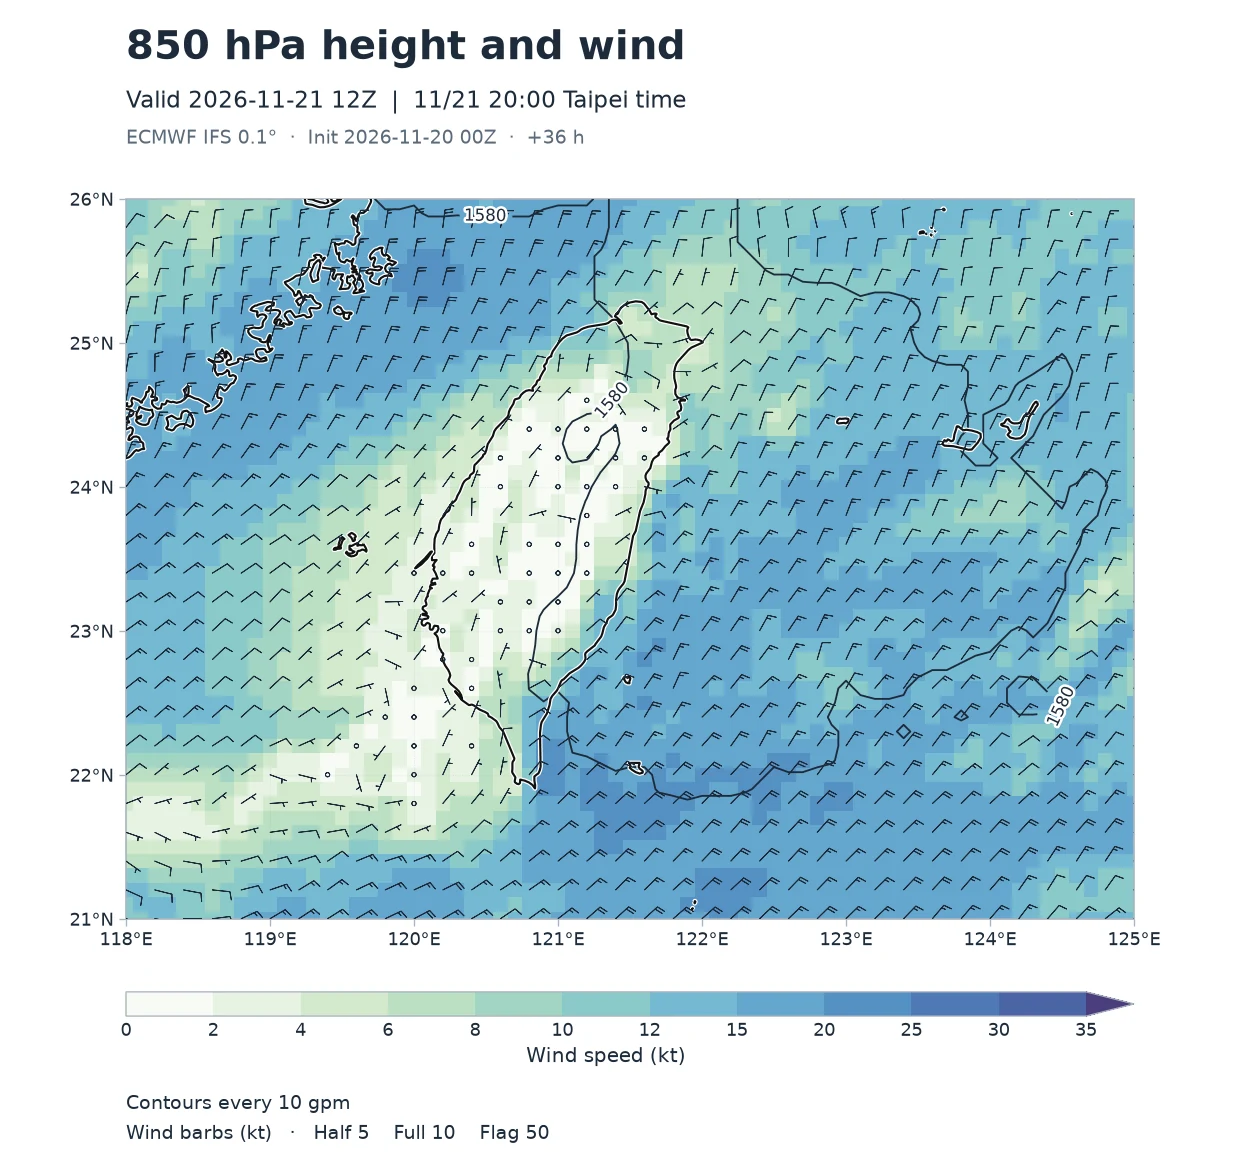 850 hPa height and wind
Valid 2026-11-21 12Z | 11/21 20:00 Taipei time
ECMWF IFS 0.1° · Init 2026-11-20 00Z · +36 h
26°N
1580
25°N
1580
24°N
23°N
1580
22°N
21°N
118°E 119°E 120°E 121°E 122°E 123°E 124°E 125°E
0 2 4 6 8 10 12 15 20 25 30 35
Wind speed (kt)
Contours every 10 gpm
Wind barbs (kt) · Half 5 Full 10 Flag 50